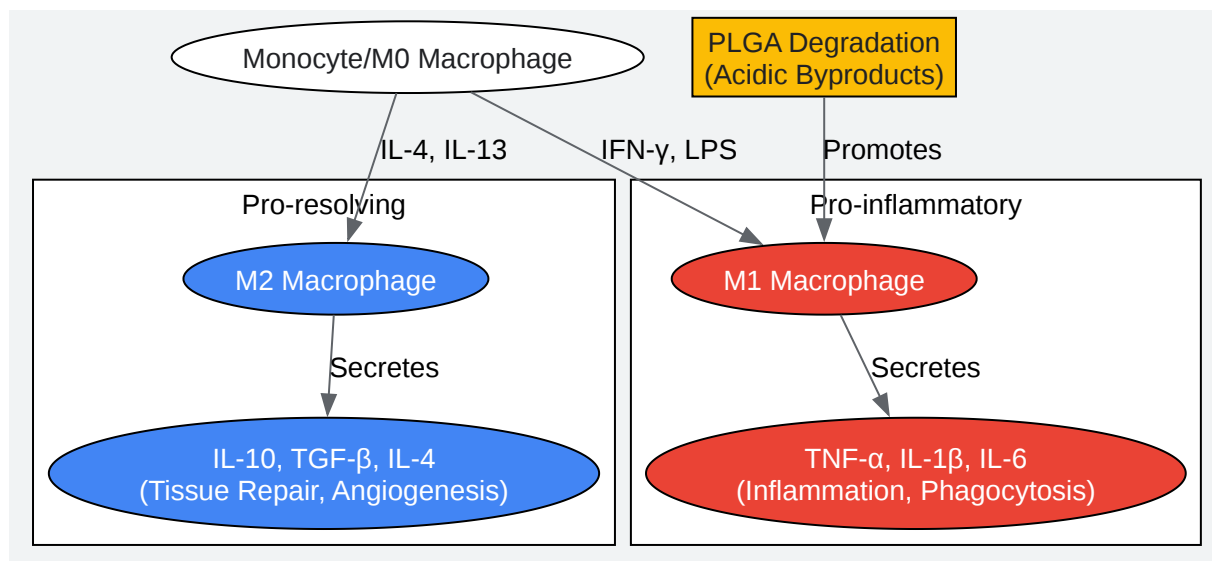 Monocyte/M0 Macrophage
PLGA Degradation
(Acidic Byproducts)
IL-4, IL-13
IFN-γ, LPS
Promotes
Pro-resolving
Pro-inflammatory
M2 Macrophage
M1 Macrophage
Secretes
Secretes
IL-10, TGF-β, IL-4
(Tissue Repair, Angiogenesis)
TNF-α, IL-1β, IL-6
(Inflammation, Phagocytosis)